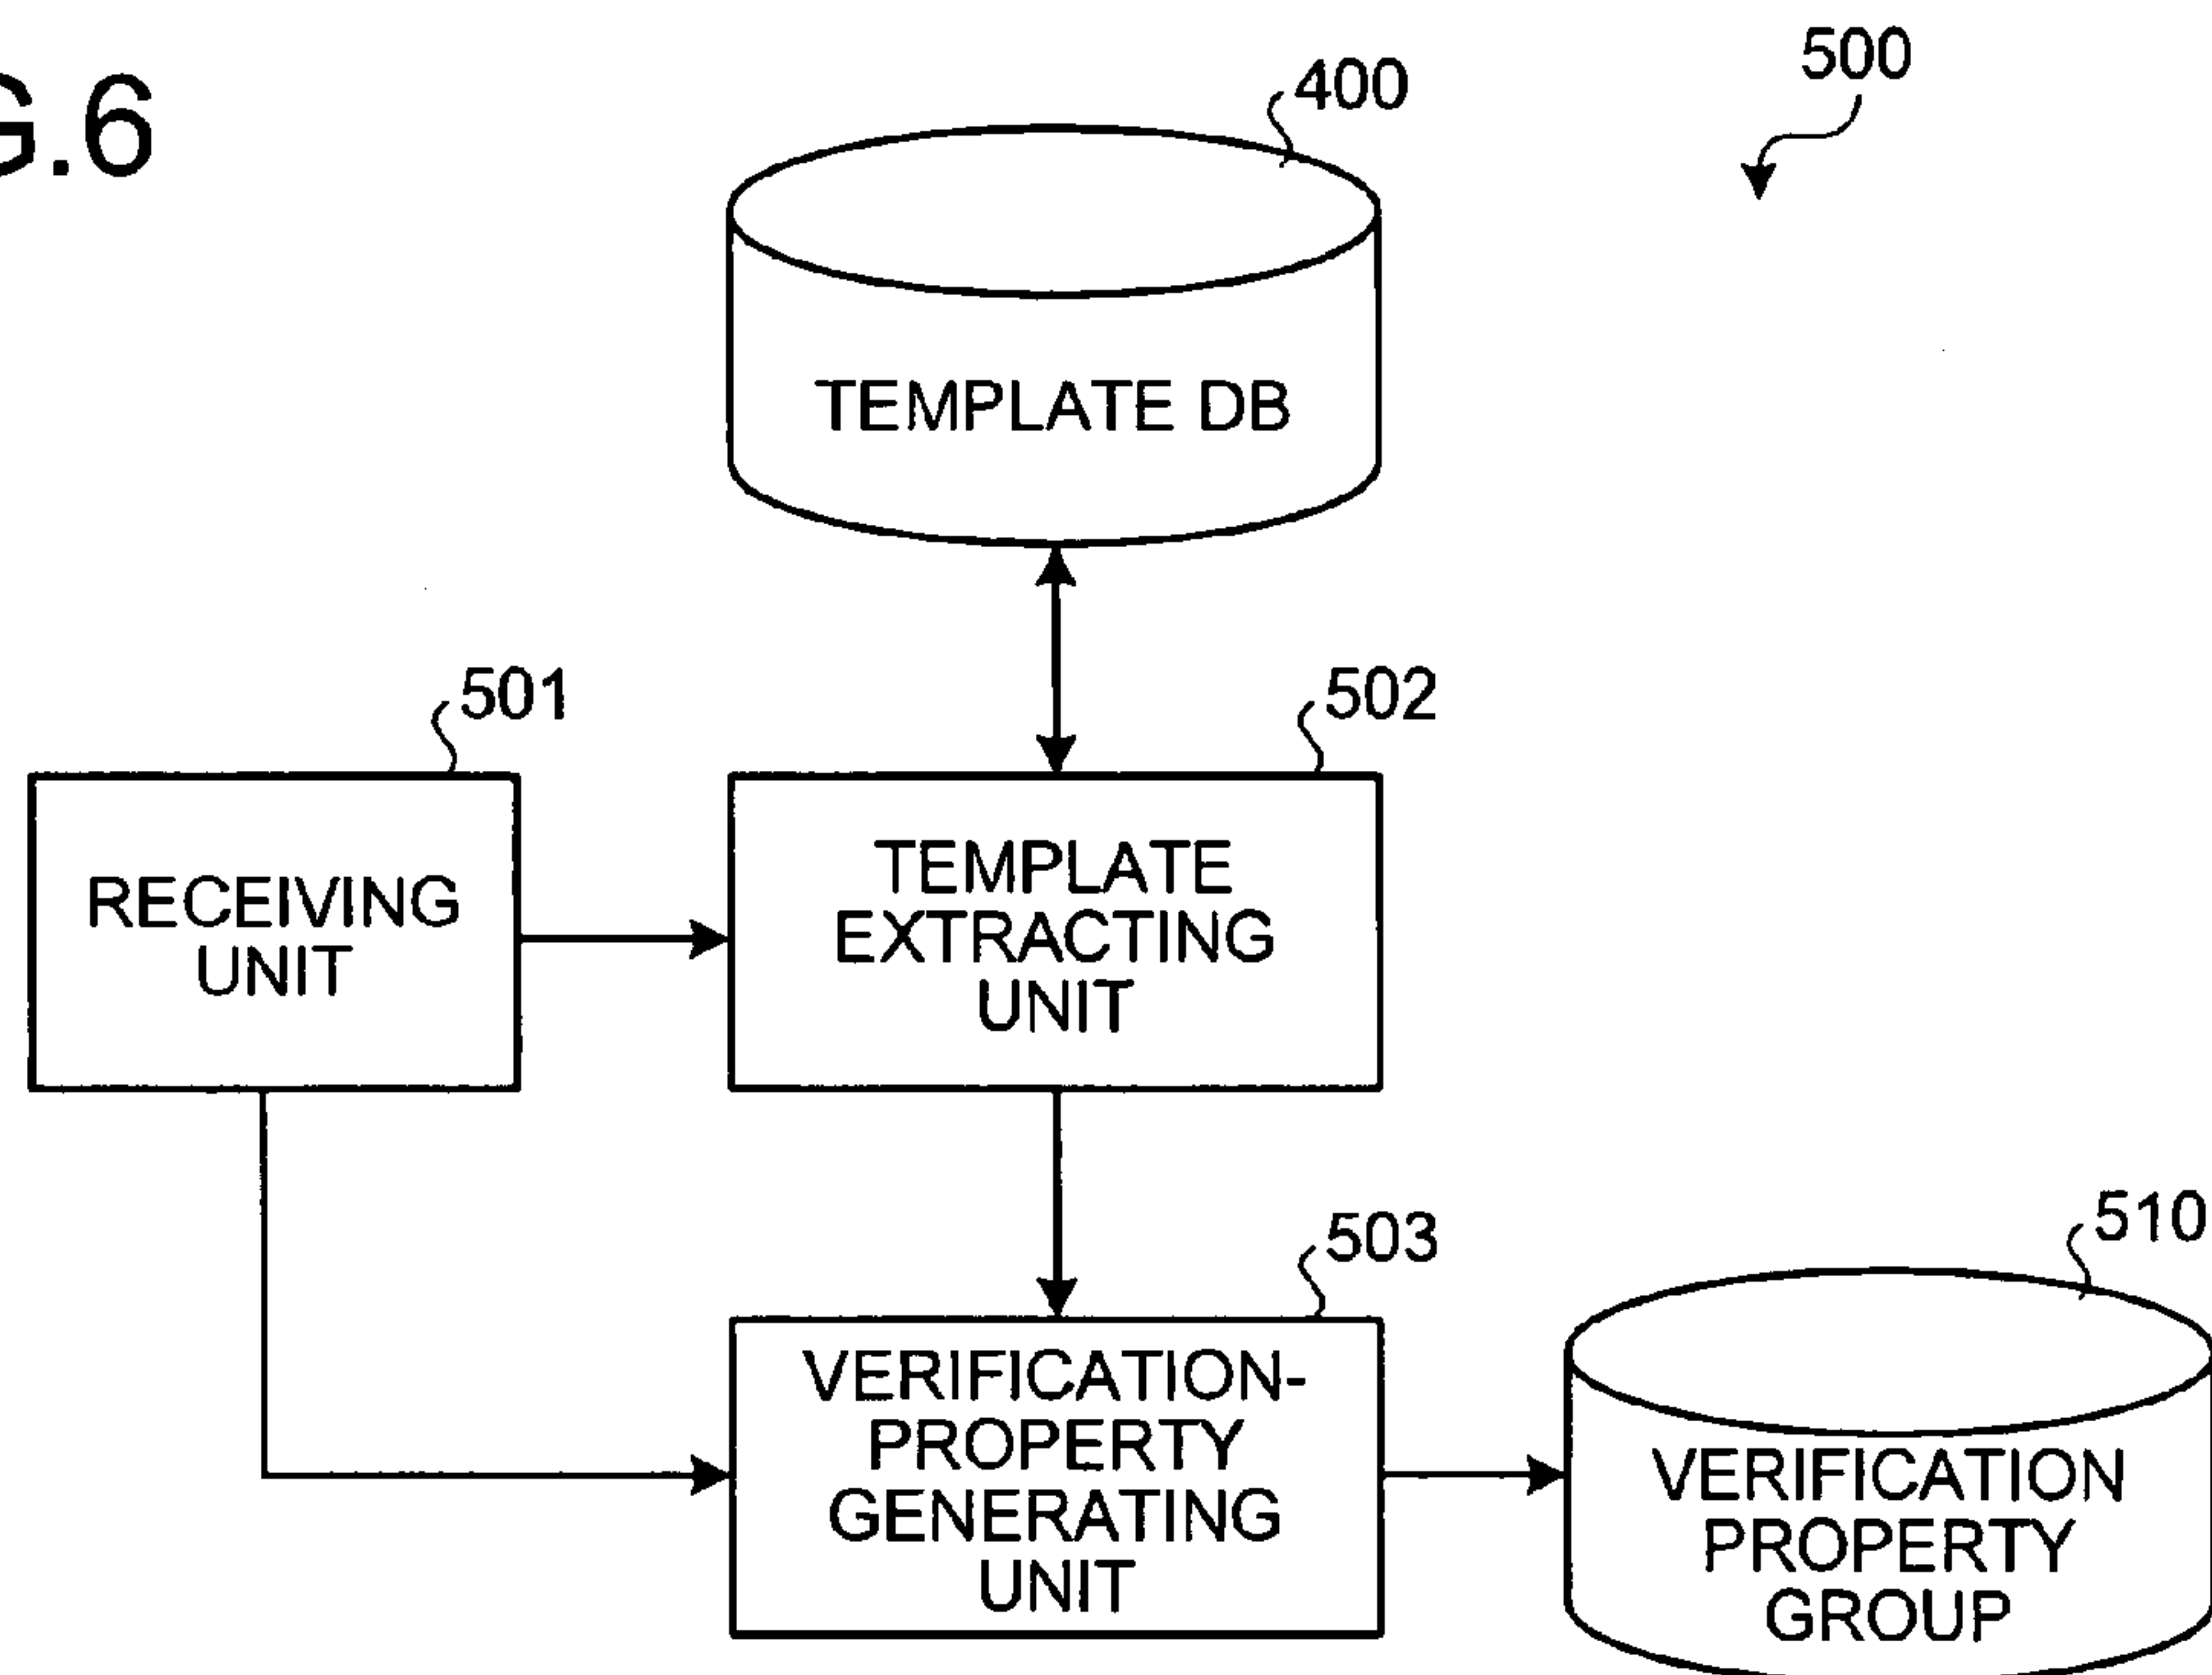 G.6
500
400
TEMPLATE DB
501
502
RECEIVING
UNIT
TEMPLATE
EXTRACTING
UNIT
503
510
VERIFICATION-
PROPERTY
GENERATING
UNIT
VERIFICATION
PROPERTY
GROUP